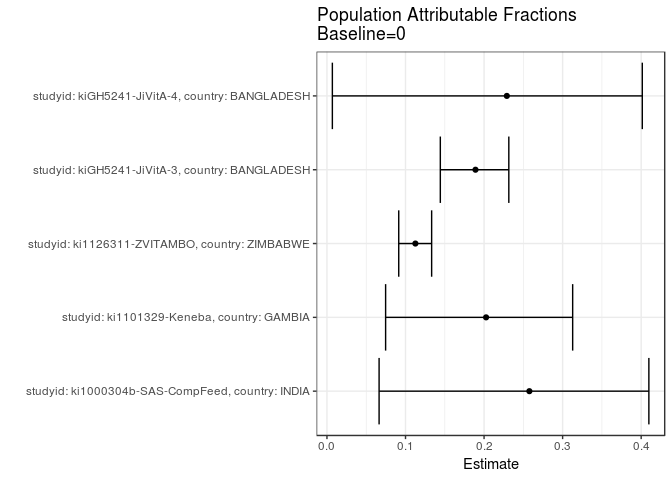 Population Attributable Fractions
Baseline=0
studyid: kiGH5241-JiVitA-4, country: BANGLADESH
studyid: kiGH5241-JiVitA-3, country: BANGLADESH
studyid: ki1126311-ZVITAMBO, country: ZIMBABWE
studyid: ki1101329-Keneba, country: GAMBIA
studyid: ki1000304b-SAS-CompFeed, country: INDIA
0.0 0.1 0.2 0.3 0.4
Estimate